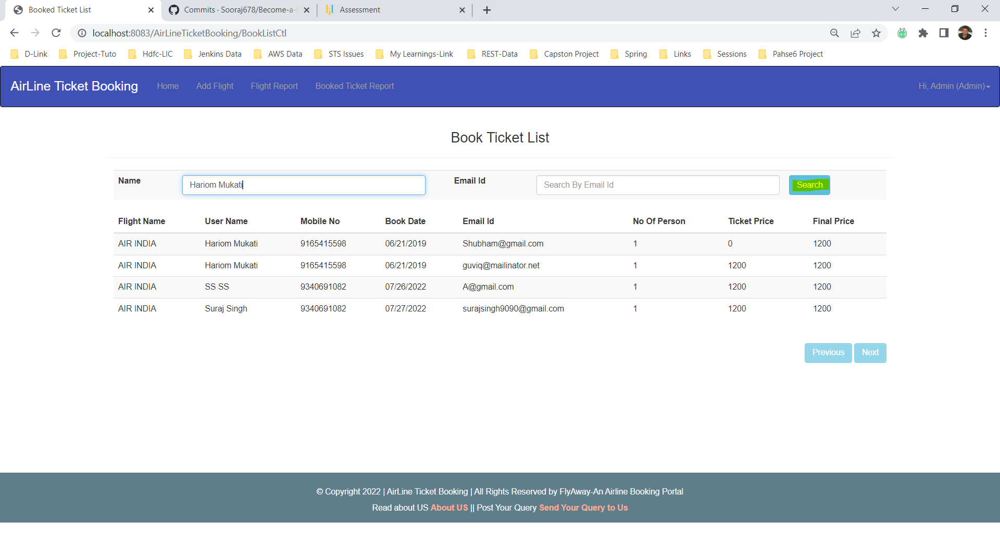 Booked Ticket List
Commits · Sooraj678/Become-a-
Assessment
localhost:8083/AirLineTicketBooking/BookListCtl
D-Link Project-Tuto Hdfc-LIC Jenkins Data AWS Data STS Issues My Learnings-Link REST-Data Capston Project Spring Links Sessions Pahse6 Project
AirLine Ticket Booking Home Add Flight Flight Report Booked Ticket Report Hi, Admin (Admin)
Book Ticket List
Name Hariom Mukati Email Id Search By Email Id Search
Flight Name User Name Mobile No Book Date Email Id No Of Person Ticket Price Final Price
AIR INDIA Hariom Mukati 9165415598 06/21/2019 Shubham@gmail.com 1 0 1200
AIR INDIA Hariom Mukati 9165415598 06/21/2019 guviq@mailinator.net 1 1200 1200
AIR INDIA SS SS 9340691082 07/26/2022 A@gmail.com 1 1200 1200
AIR INDIA Suraj Singh 9340691082 07/27/2022 surajsingh9090@gmail.com 1 1200 1200
Previous Next
© Copyright 2022 | AirLine Ticket Booking | All Rights Reserved by FlyAway-An Airline Booking Portal
Read about US About US || Post Your Query Send Your Query to Us